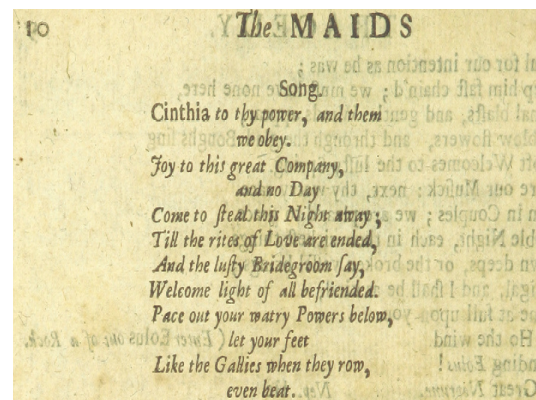 10 The MAIDS
Song.
Cinthia to thy power, and them
we obey.
Joy to this great Company,
and no Day
Come to ſteal this Night away;
Till the rites of Love are ended,
And the luſty Bridegroom ſay,
Welcome light of all befriended.
Pace out your watry Powers below,
let your feet
Like the Gallies when they row,
even beat.